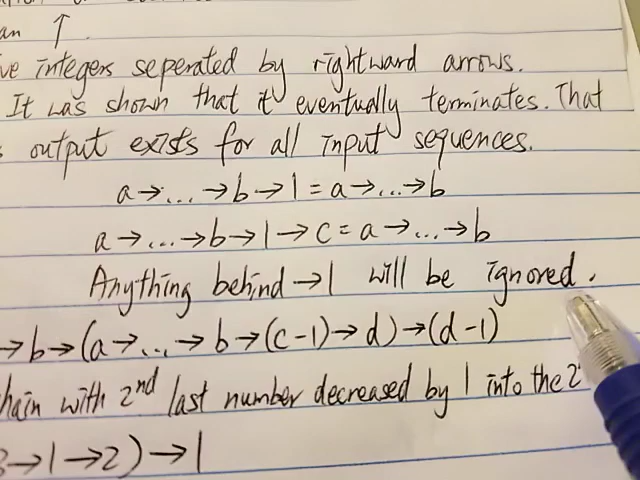 ↑
integers seperated by rightward arrows.
It was shown that it eventually terminates. That
output exists for all input sequences.
a→...→b→1=a→...→b
a→...→b→1→c=a→...→b
Anything behind→1 will be ignored.
→b→(a→...→b→(c-1)→d)→(d-1)
with 2nd last number decreased by 1 into the 2
→1→2)→1